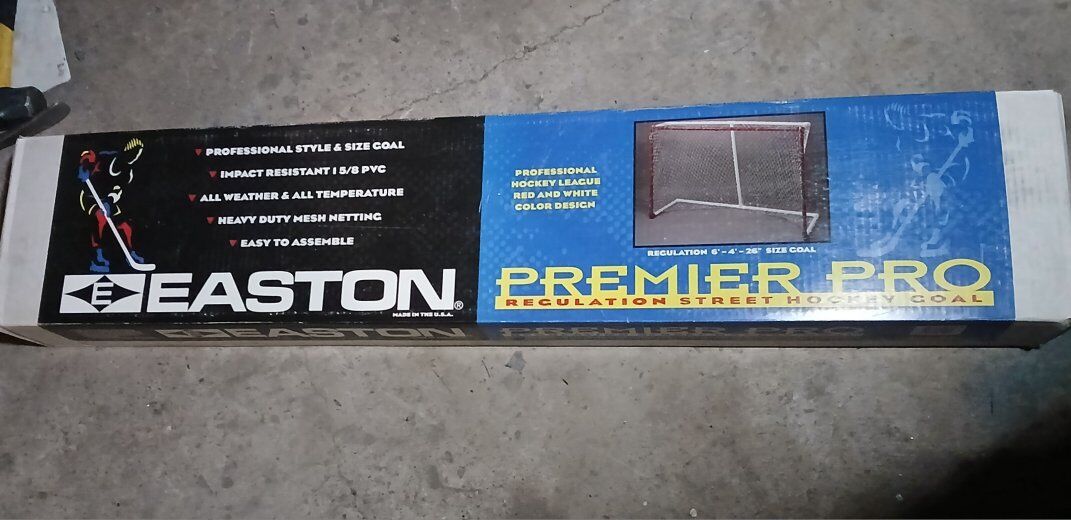 PROFESSIONAL STYLE & SIZE GOAL
IMPACT RESISTANT 1 5/8 PVC
ALL WEATHER & ALL TEMPERATURE
HEAVY DUTY MESH NETTING
EASY TO ASSEMBLE
E EASTON®
MADE IN THE U.S.A.
PROFESSIONAL
HOCKEY LEAGUE
RED AND WHITE
COLOR DESIGN
REGULATION 6' - 4' - 26" SIZE GOAL
PREMIER PRO
REGULATION STREET HOCKEY GOAL
EASTON PREMIER PRO